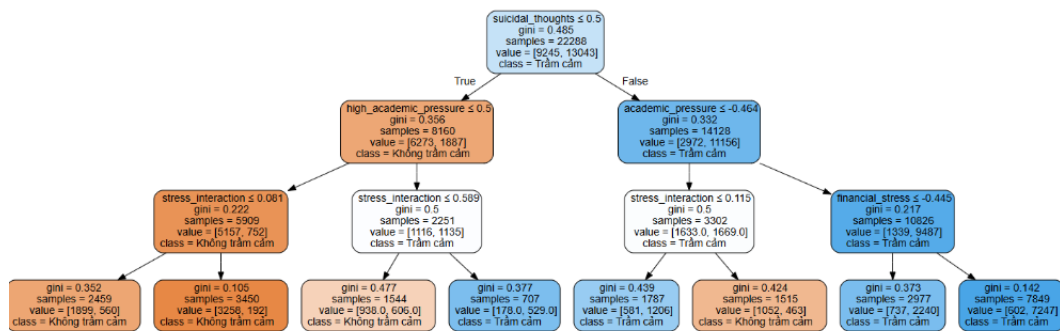 suicidal_thoughts ≤ 0.5
gini = 0.485
samples = 22288
value = [9245, 13043]
class = Trầm cảm
True
False
high_academic_pressure ≤ 0.5
gini = 0.356
samples = 8160
value = [6273, 1887]
class = Không trầm cảm
academic_pressure ≤ -0.464
gini = 0.332
samples = 14128
value = [2972, 11156]
class = Trầm cảm
stress_interaction ≤ 0.081
gini = 0.222
samples = 5909
value = [5157, 752]
class = Không trầm cảm
stress_interaction ≤ 0.589
gini = 0.5
samples = 2251
value = [1116, 1135]
class = Trầm cảm
stress_interaction ≤ 0.115
gini = 0.5
samples = 3302
value = [1633.0, 1669.0]
class = Trầm cảm
financial_stress ≤ -0.445
gini = 0.217
samples = 10826
value = [1339, 9487]
class = Trầm cảm
gini = 0.352
samples = 2459
value = [1899, 560]
class = Không trầm cảm
gini = 0.105
samples = 3450
value = [3258, 192]
class = Không trầm cảm
gini = 0.477
samples = 1544
value = [938.0, 606.0]
class = Không trầm cảm
gini = 0.377
samples = 707
value = [178.0, 529.0]
class = Trầm cảm
gini = 0.439
samples = 1787
value = [581, 1206]
class = Trầm cảm
gini = 0.424
samples = 1515
value = [1052, 463]
class = Không trầm cảm
gini = 0.373
samples = 2977
value = [737, 2240]
class = Trầm cảm
gini = 0.142
samples = 7849
value = [602, 7247]
class = Trầm cảm